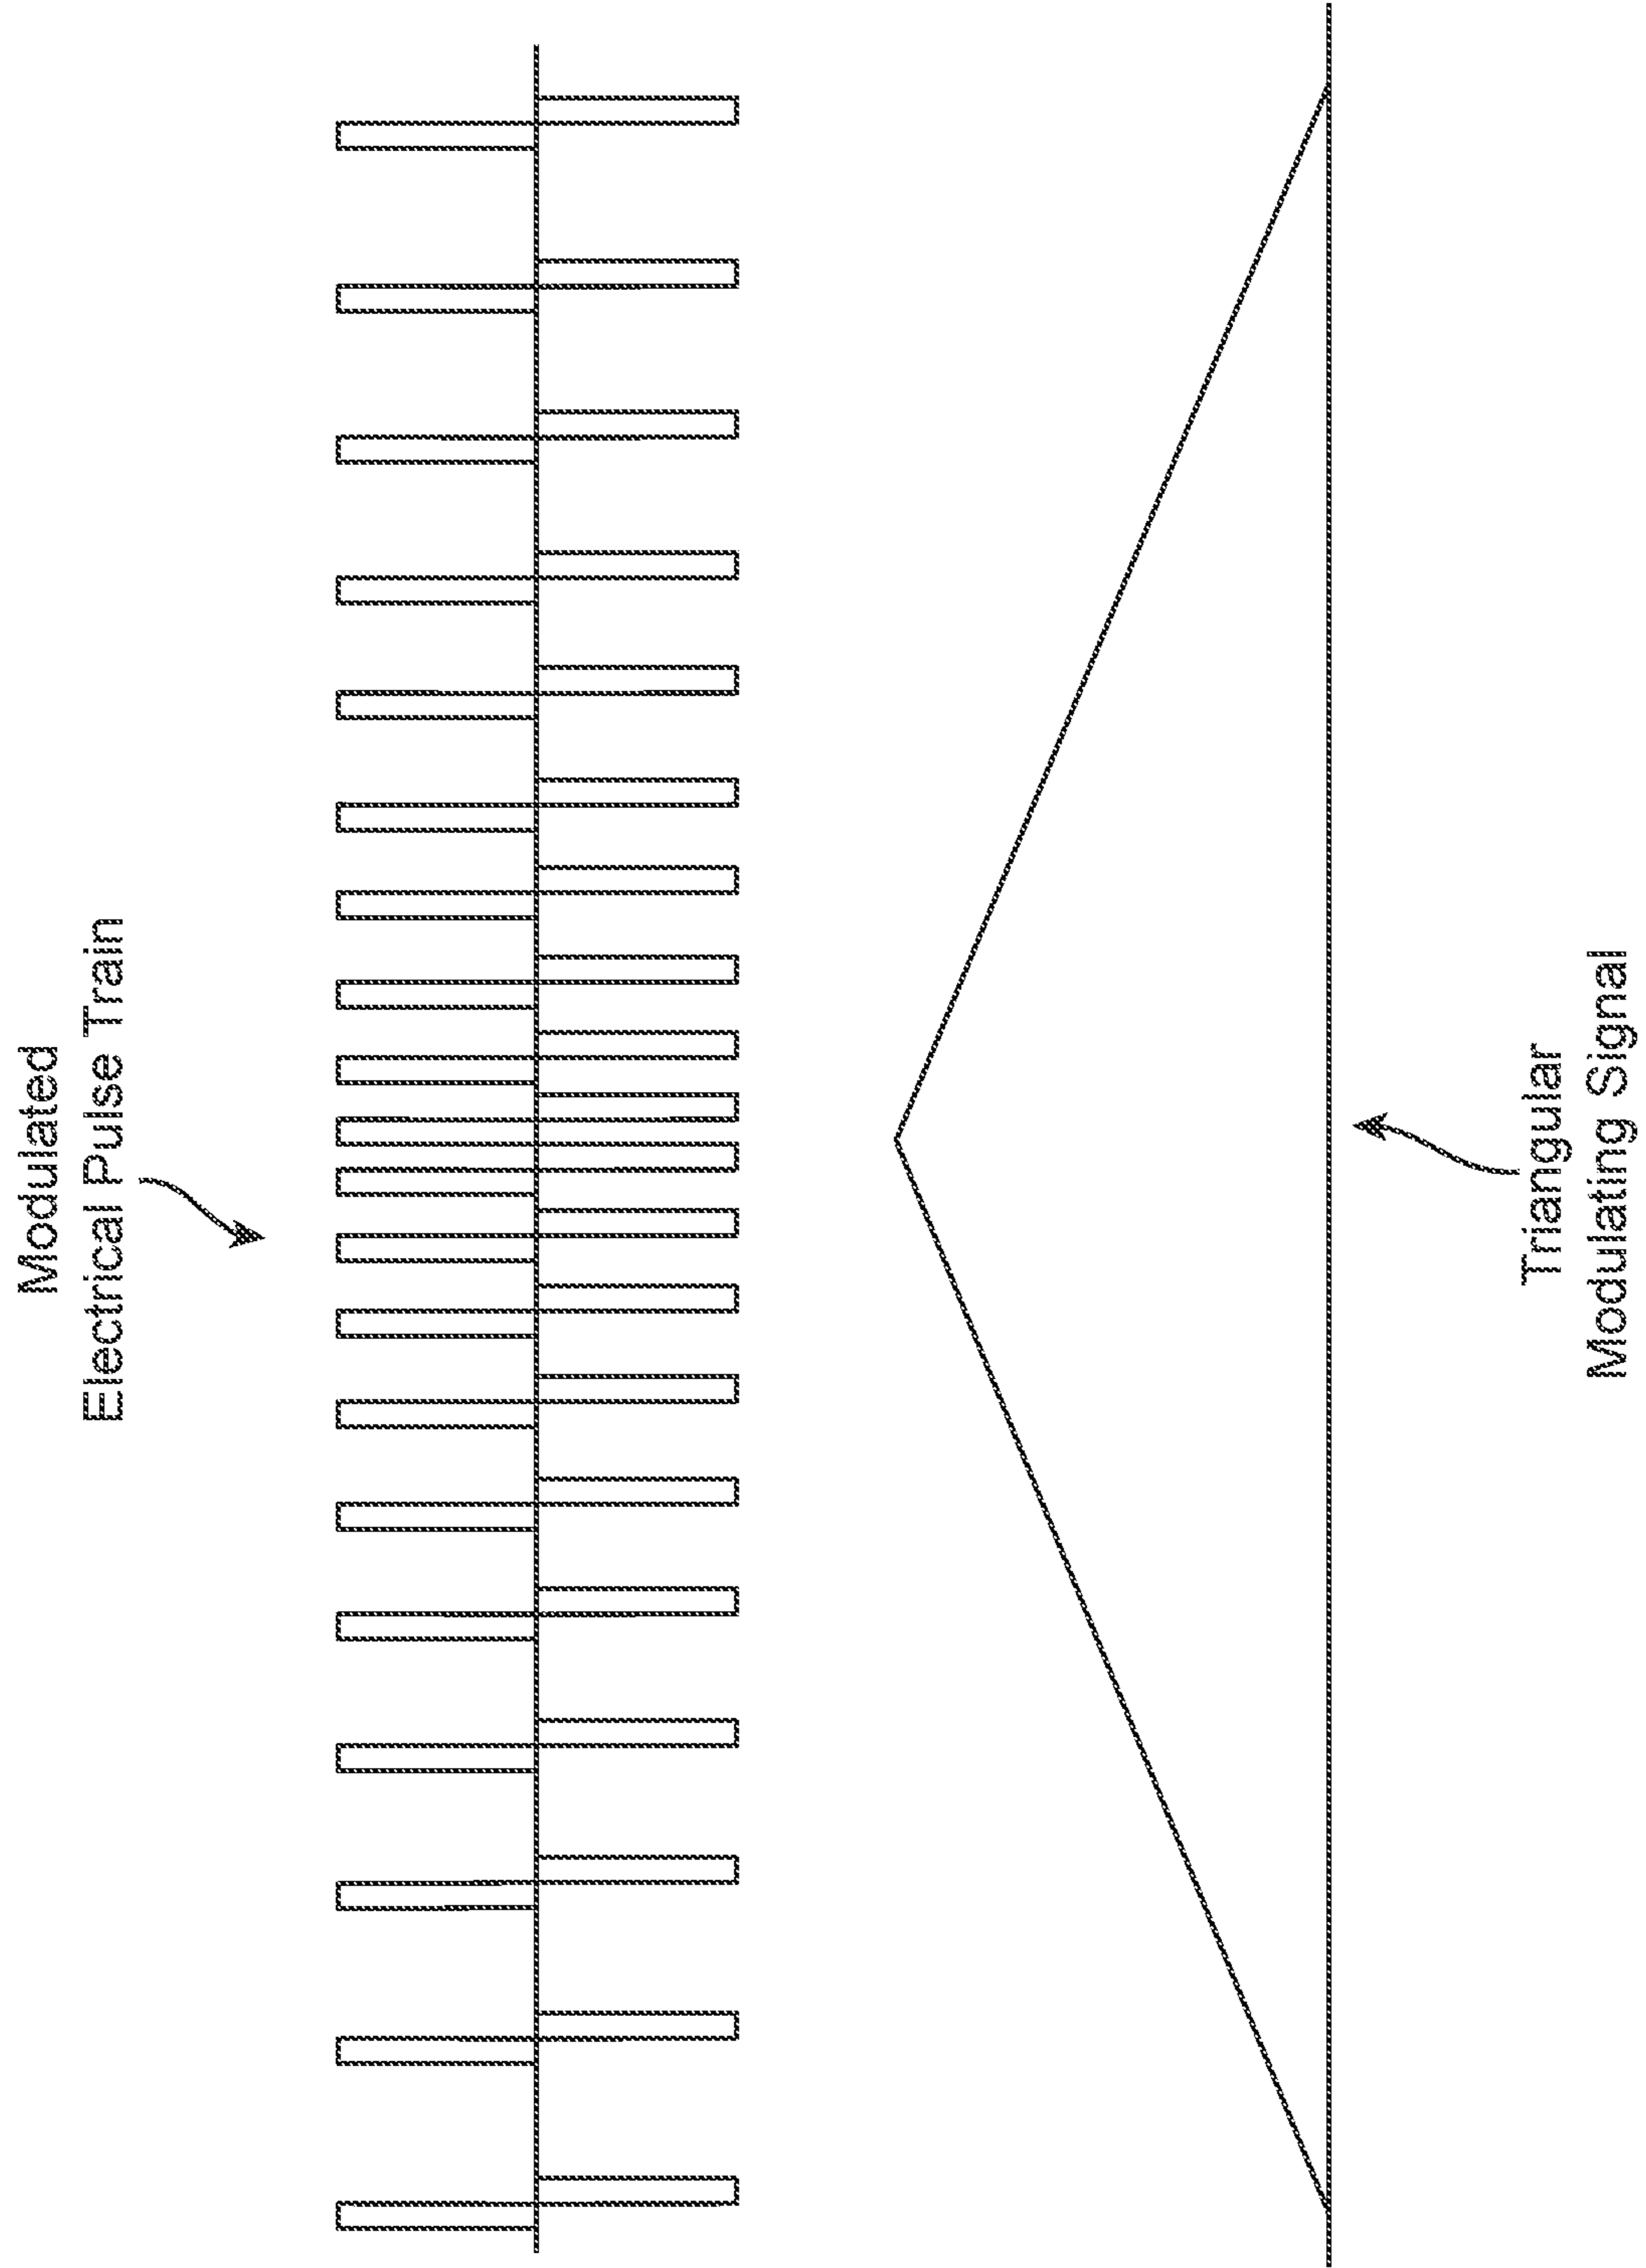 Modulated
Electrical Pulse Train
Triangular
Modulating Signal